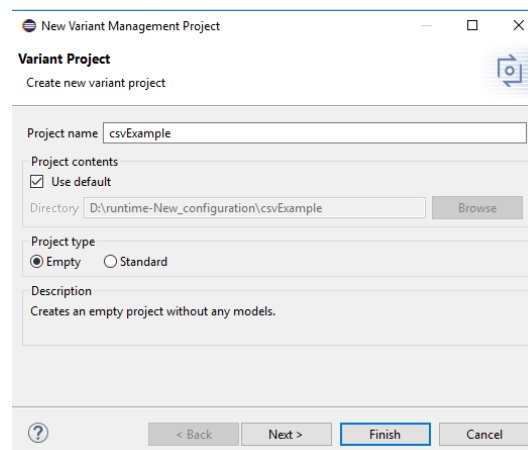 New Variant Management Project
Variant Project
Create new variant project
Project name csvExample
Project contents
Use default
Directory D:\runtime-New_configuration\csvExample Browse
Project type
Empty Standard
Description
Creates an empty project without any models.
? < Back Next > Finish Cancel